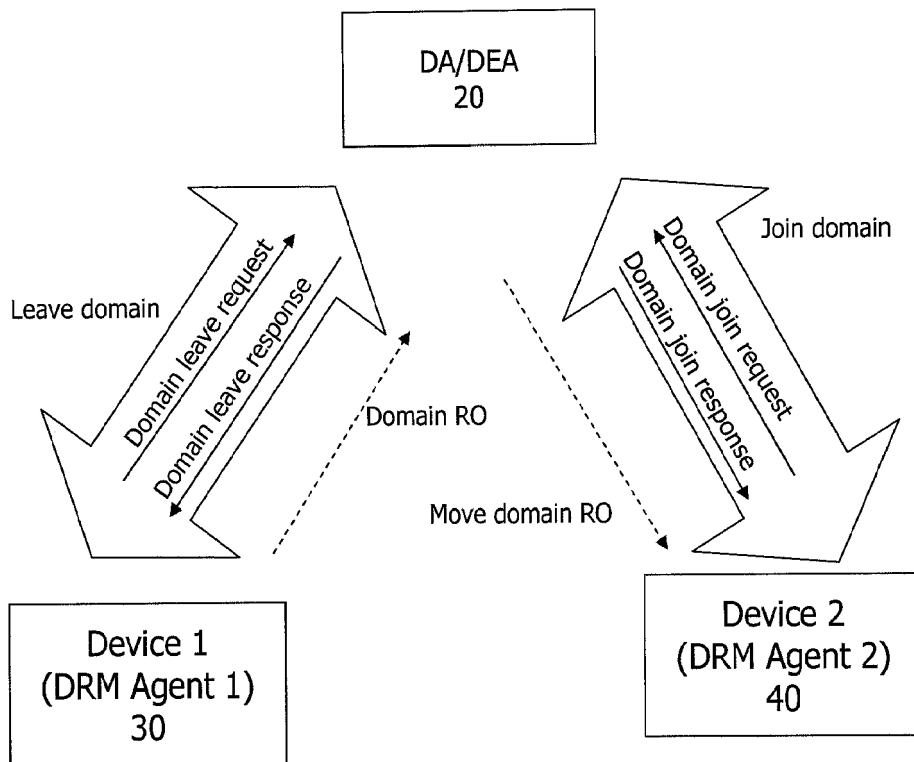 DA/DEA
20
Join domain
Leave domain
Domain leave request
Domain leave response
Domain join request
Domain join response
Domain RO
Move domain RO
Device 1
(DRM Agent 1)
30
Device 2
(DRM Agent 2)
40